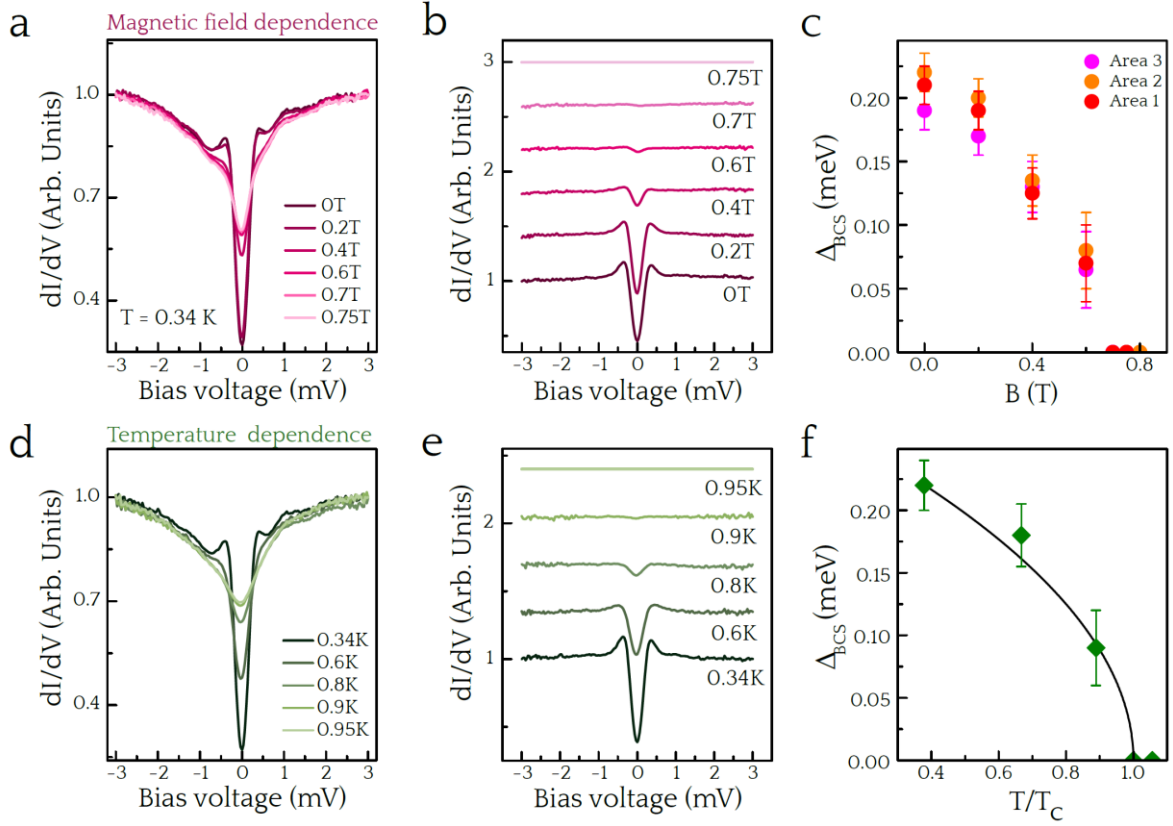 a
Magnetic field dependence
dI/dV (Arb. Units)
1.0
0.7
0.4
0T
0.2T
0.4T
0.6T
0.7T
0.75T
T = 0.34 K
-3 -2 -1 0 1 2 3
Bias voltage (mV)
b
dI/dV (Arb. Units)
3
2
1
0.75T
0.7T
0.6T
0.4T
0.2T
0T
-3 -2 -1 0 1 2 3
Bias voltage (mV)
c
Δ_BCS (meV)
0.20
0.15
0.10
0.05
0.00
Area 3
Area 2
Area 1
0.0 0.4 0.8
B (T)
d
Temperature dependence
dI/dV (Arb. Units)
1.0
0.7
0.4
0.34K
0.6K
0.8K
0.9K
0.95K
-3 -2 -1 0 1 2 3
Bias voltage (mV)
e
dI/dV (Arb. Units)
2
1
0.95K
0.9K
0.8K
0.6K
0.34K
-3 -2 -1 0 1 2 3
Bias voltage (mV)
f
Δ_BCS (meV)
0.20
0.15
0.10
0.05
0.00
0.4 0.6 0.8 1.0
T/T_C